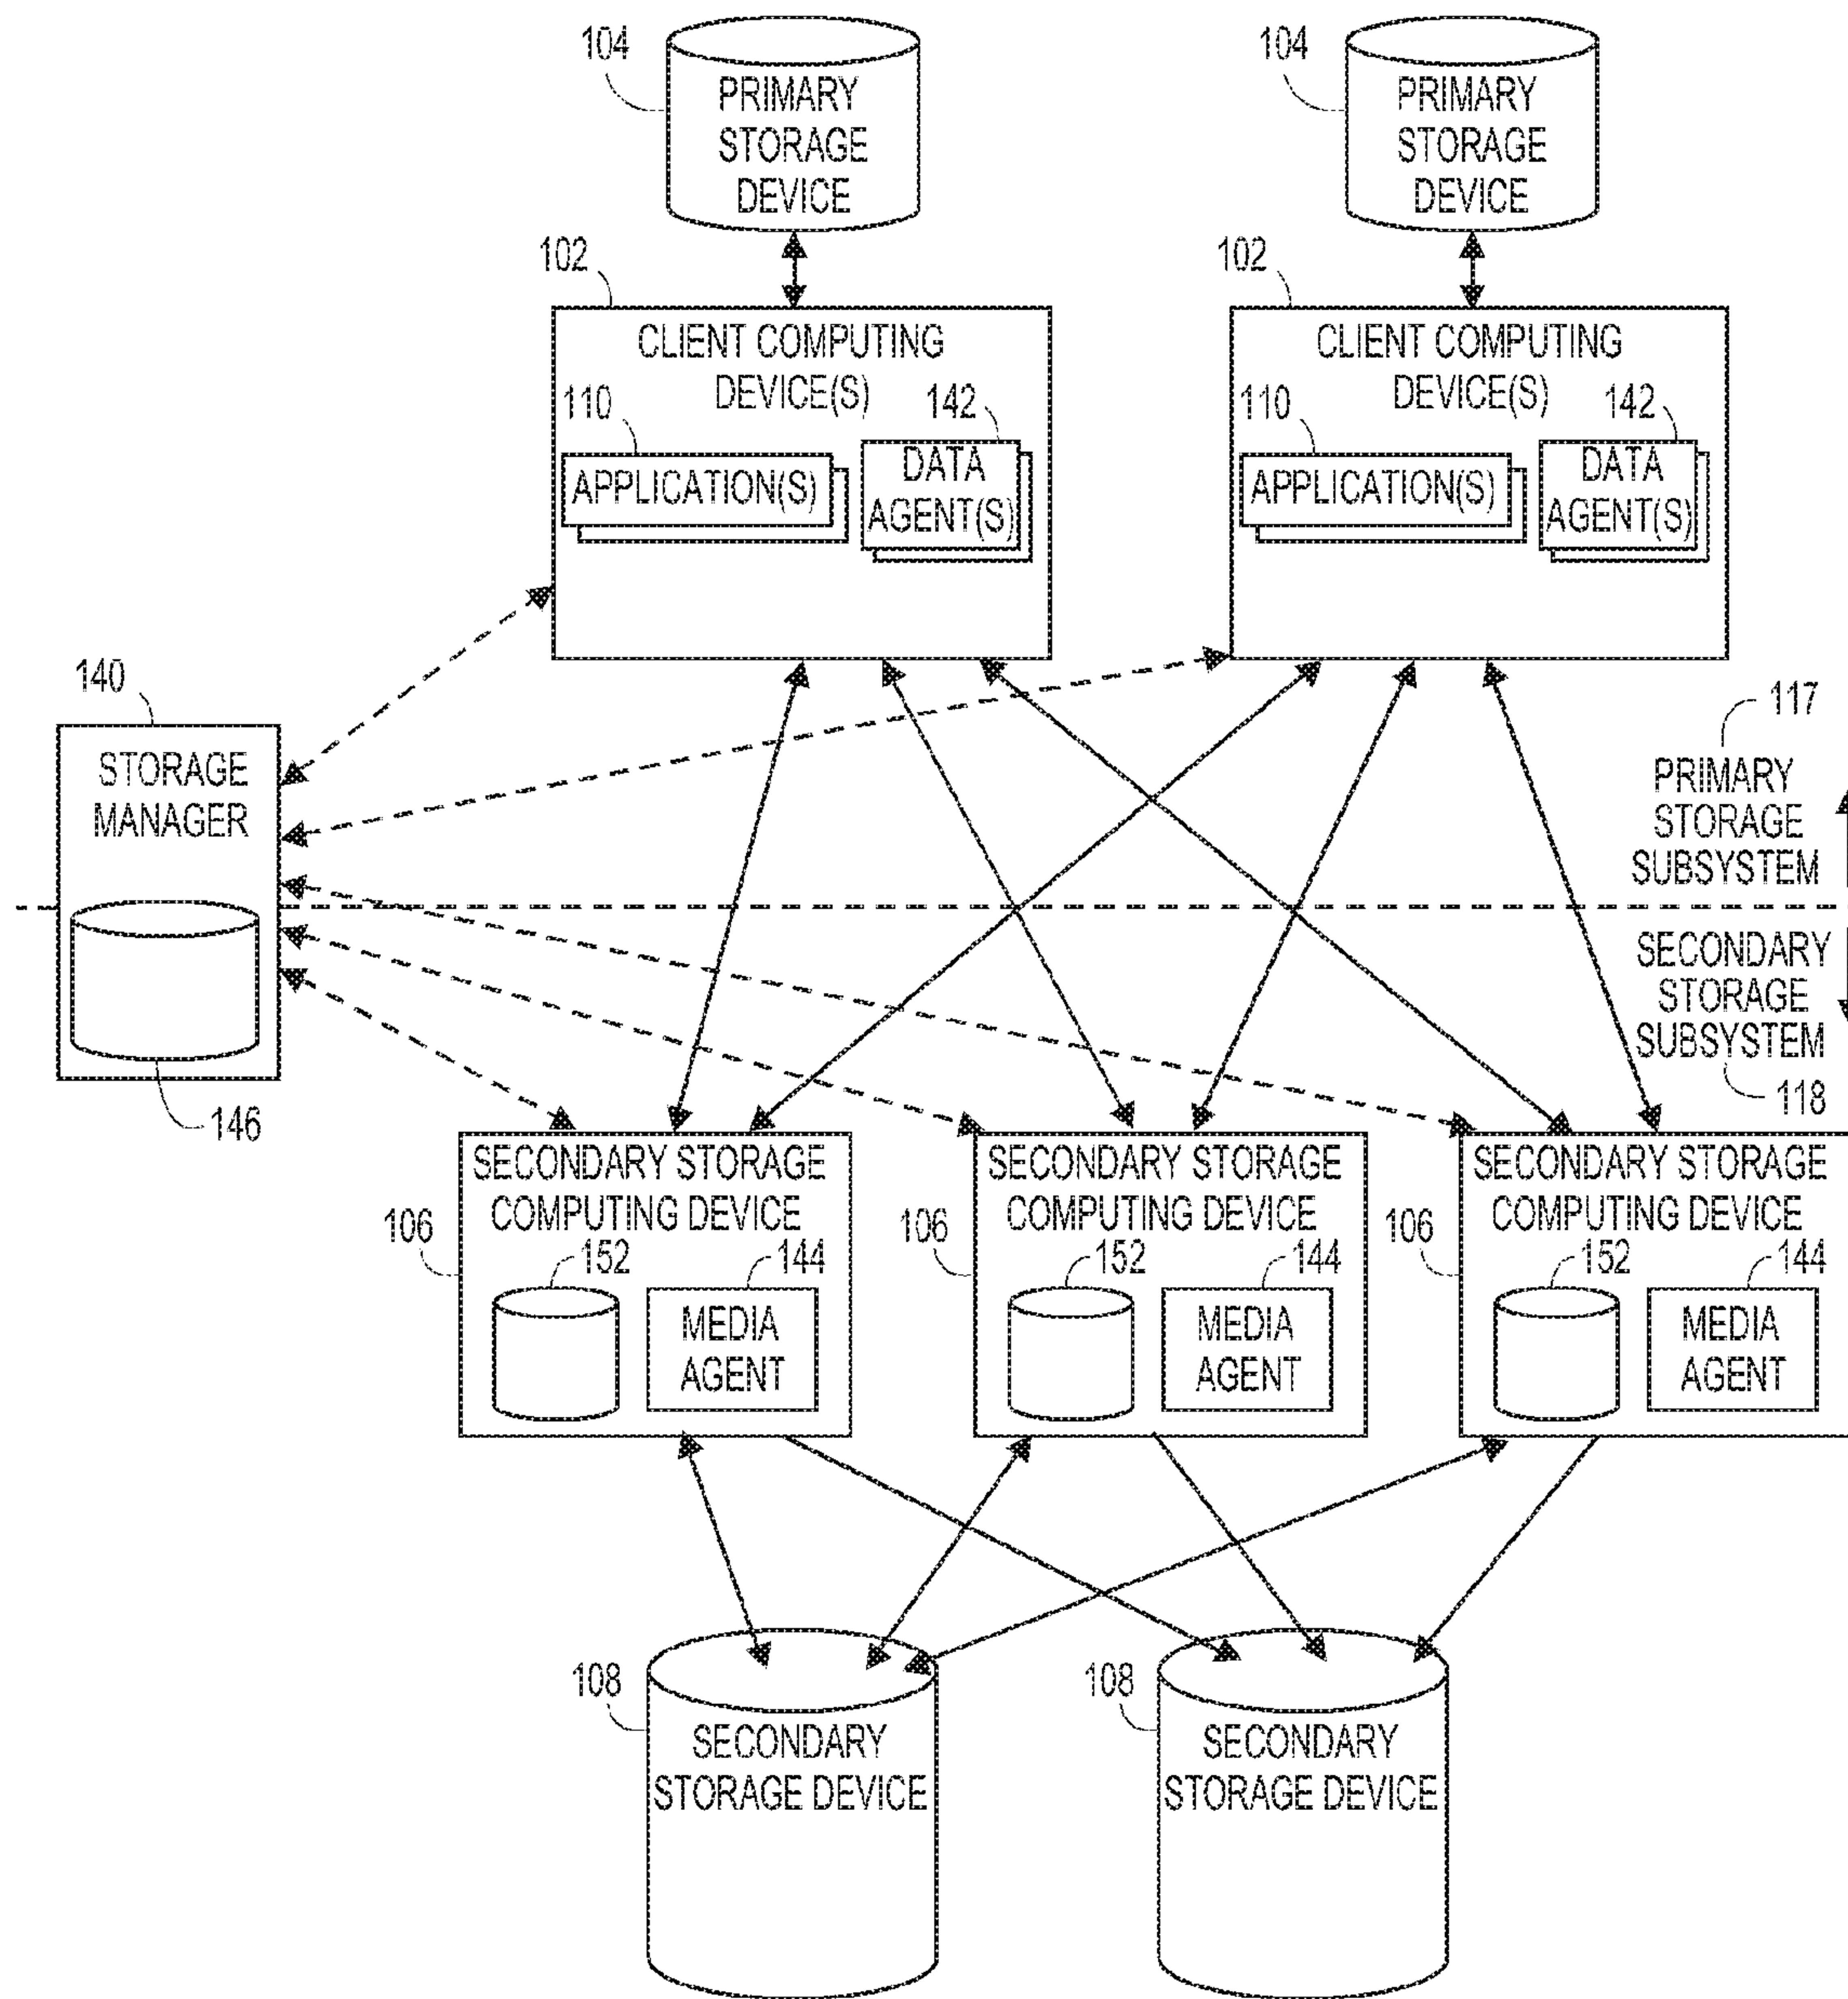 104
PRIMARY
STORAGE
DEVICE
104
PRIMARY
STORAGE
DEVICE
102
CLIENT COMPUTING
DEVICE(S)
110
142
APPLICATION(S)
DATA
AGENT(S)
102
CLIENT COMPUTING
DEVICE(S)
110
142
APPLICATION(S)
DATA
AGENT(S)
140
STORAGE
MANAGER
146
117
PRIMARY
STORAGE
SUBSYSTEM
SECONDARY
STORAGE
SUBSYSTEM
118
106
SECONDARY STORAGE
COMPUTING DEVICE
152
144
MEDIA
AGENT
106
SECONDARY STORAGE
COMPUTING DEVICE
152
144
MEDIA
AGENT
106
SECONDARY STORAGE
COMPUTING DEVICE
152
144
MEDIA
AGENT
108
SECONDARY
STORAGE DEVICE
108
SECONDARY
STORAGE DEVICE